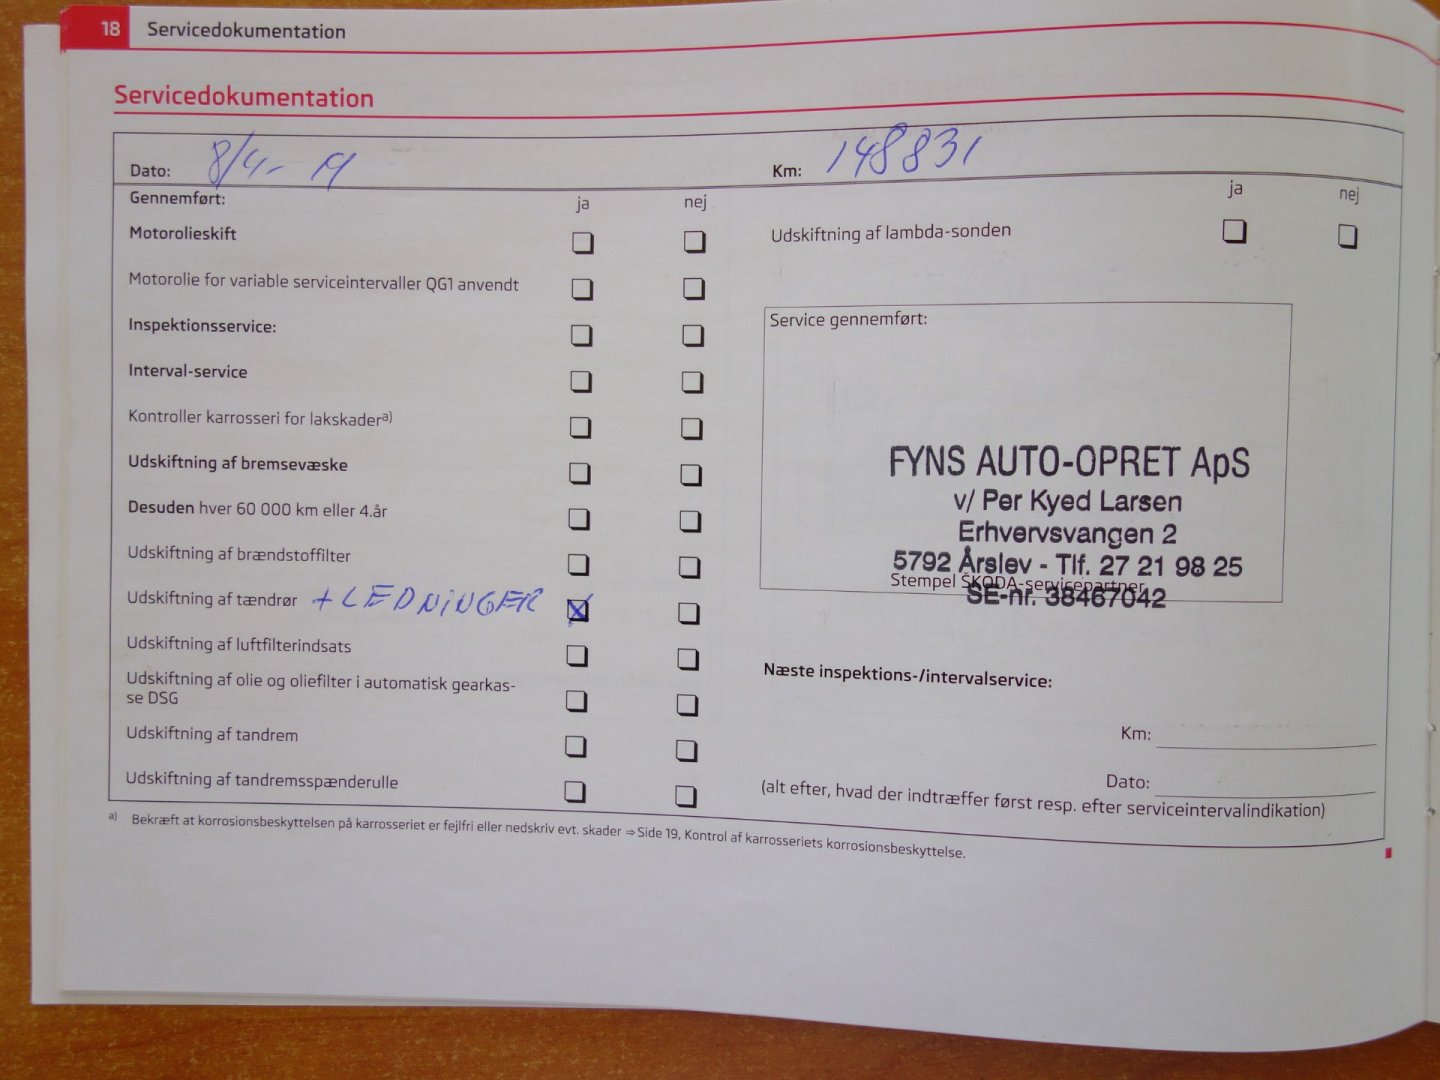 18 Servicedokumentation
Servicedokumentation
Dato: 8/4-19 Km: 148831
Gennemført: ja nej ja nej
Motorolieskift
Udskiftning af lambda-sonden
Motorolie for variable serviceintervaller QG1 anvendt
Inspektionsservice:
Interval-service
Kontroller karrosseri for lakskader a)
Udskiftning af bremsevæske
Desuden hver 60 000 km eller 4.år
Udskiftning af brændstoffilter
Udskiftning af tændrør + LEDNINGER
Udskiftning af luftfilterindsats
Udskiftning af olie og oliefilter i automatisk gearkas-
se DSG
Udskiftning af tandrem
Udskiftning af tandremsspænderulle
Service gennemført:
FYNS AUTO-OPRET ApS
v/ Per Kyed Larsen
Erhvervsvangen 2
5792 Årslev - Tlf. 27 21 98 25
Stempel ŠKODA-servicepartner
SE-nr. 38467042
Næste inspektions-/intervalservice:
Km:
Dato:
(alt efter, hvad der indtræffer først resp. efter serviceintervalindikation)
a) Bekræft at korrosionsbeskyttelsen på karrosseriet er fejlfri eller nedskriv evt. skader ⇒ Side 19, Kontrol af karrosseriets korrosionsbeskyttelse.